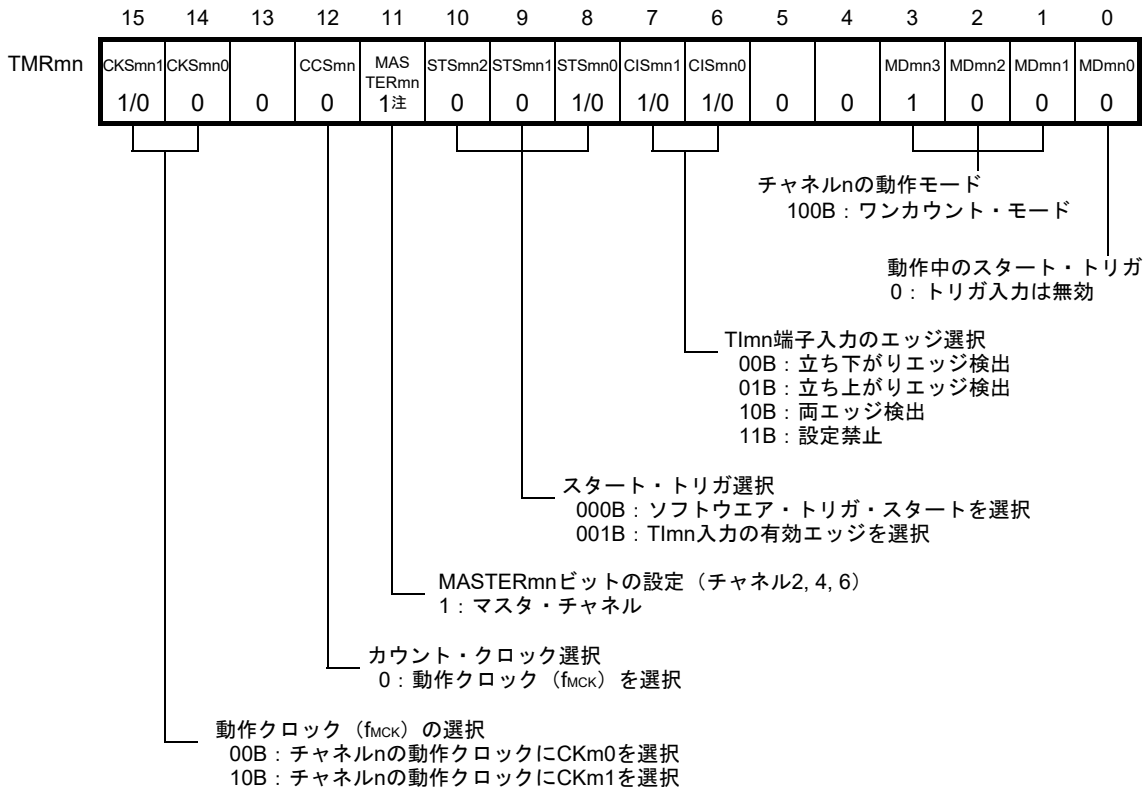 15 14 13 12 11 10 9 8 7 6 5 4 3 2 1 0
TMRmn CKSmn1 CKSmn0 CCSmn MAS TERmn STSmn2 STSmn1 STSmn0 CISmn1 CISmn0 MDmn3 MDmn2 MDmn1 MDmn0
1/0 0 0 0 1注 0 0 1/0 1/0 1/0 0 0 1 0 0 0
チャネルnの動作モード
100B：ワンカウント・モード
動作中のスタート・トリガ
0：トリガ入力は無効
TImn端子入力のエッジ選択
00B：立ち下がりエッジ検出
01B：立ち上がりエッジ検出
10B：両エッジ検出
11B：設定禁止
スタート・トリガ選択
000B：ソフトウエア・トリガ・スタートを選択
001B：TImn入力の有効エッジを選択
MASTERmnビットの設定（チャネル2, 4, 6）
1：マスタ・チャネル
カウント・クロック選択
0：動作クロック（fMCK）を選択
動作クロック（fMCK）の選択
00B：チャネルnの動作クロックにCKm0を選択
10B：チャネルnの動作クロックにCKm1を選択